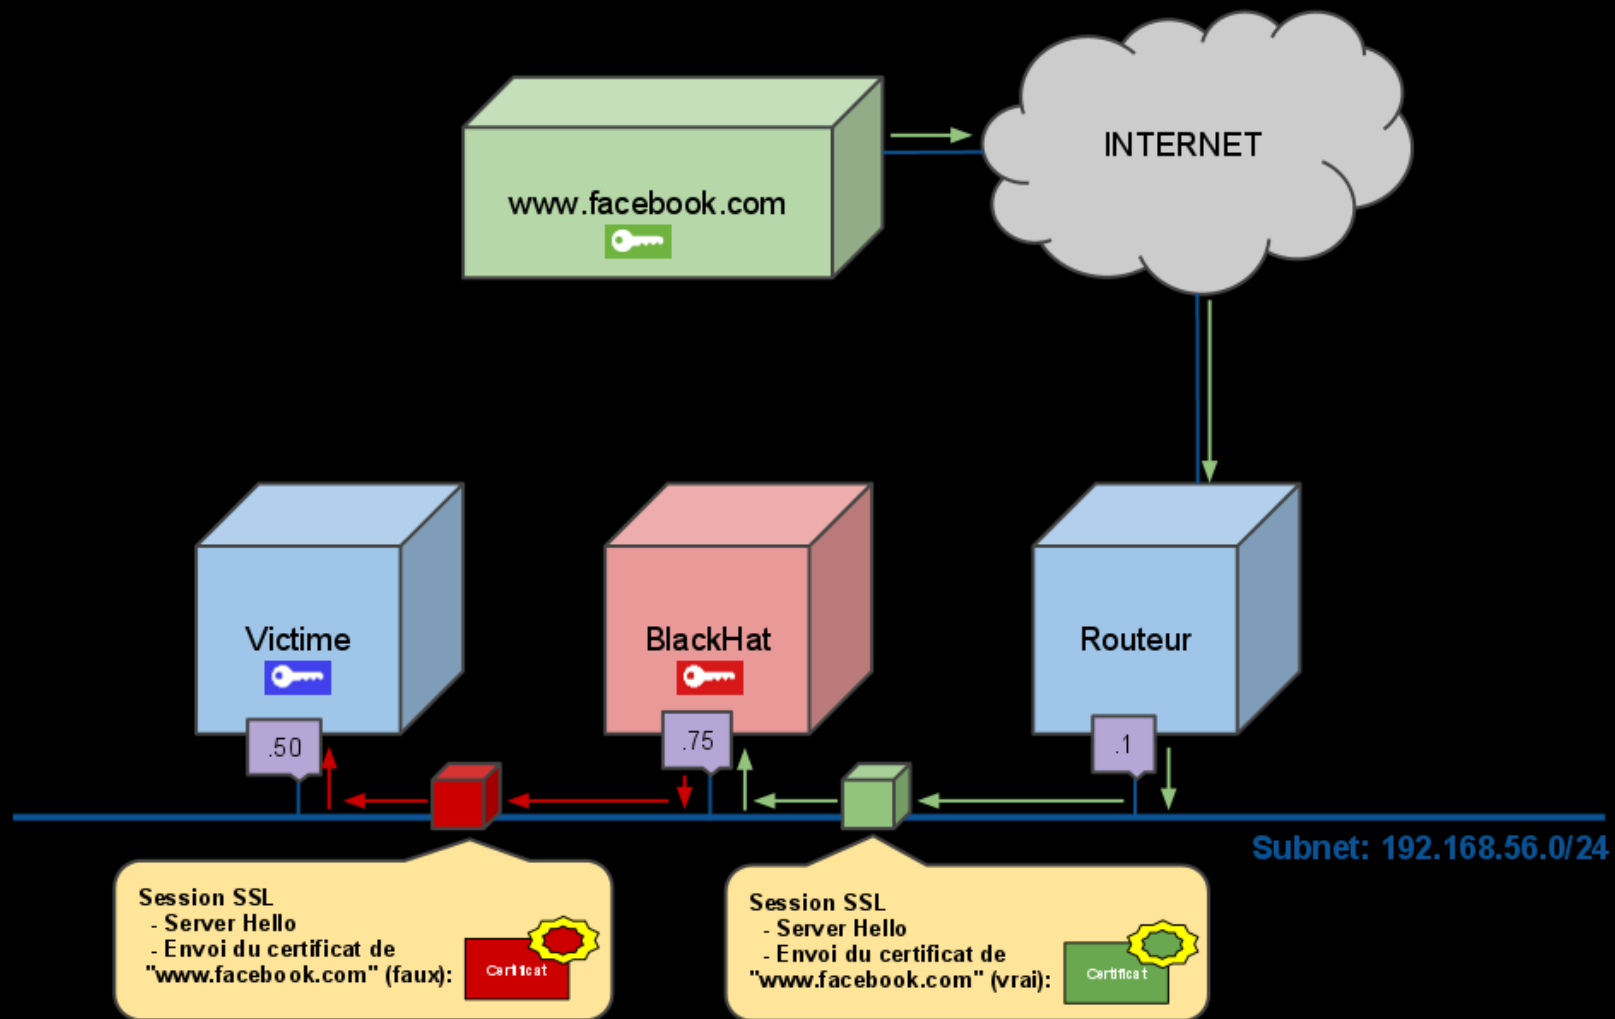 INTERNET
www.facebook.com
Victime
BlackHat
Routeur
.50
.75
.1
Subnet: 192.168.56.0/24
Session SSL
- Server Hello
- Envoi du certificat de
"www.facebook.com" (faux):
Certificat
Session SSL
- Server Hello
- Envoi du certificat de
"www.facebook.com" (vrai):
Certificat